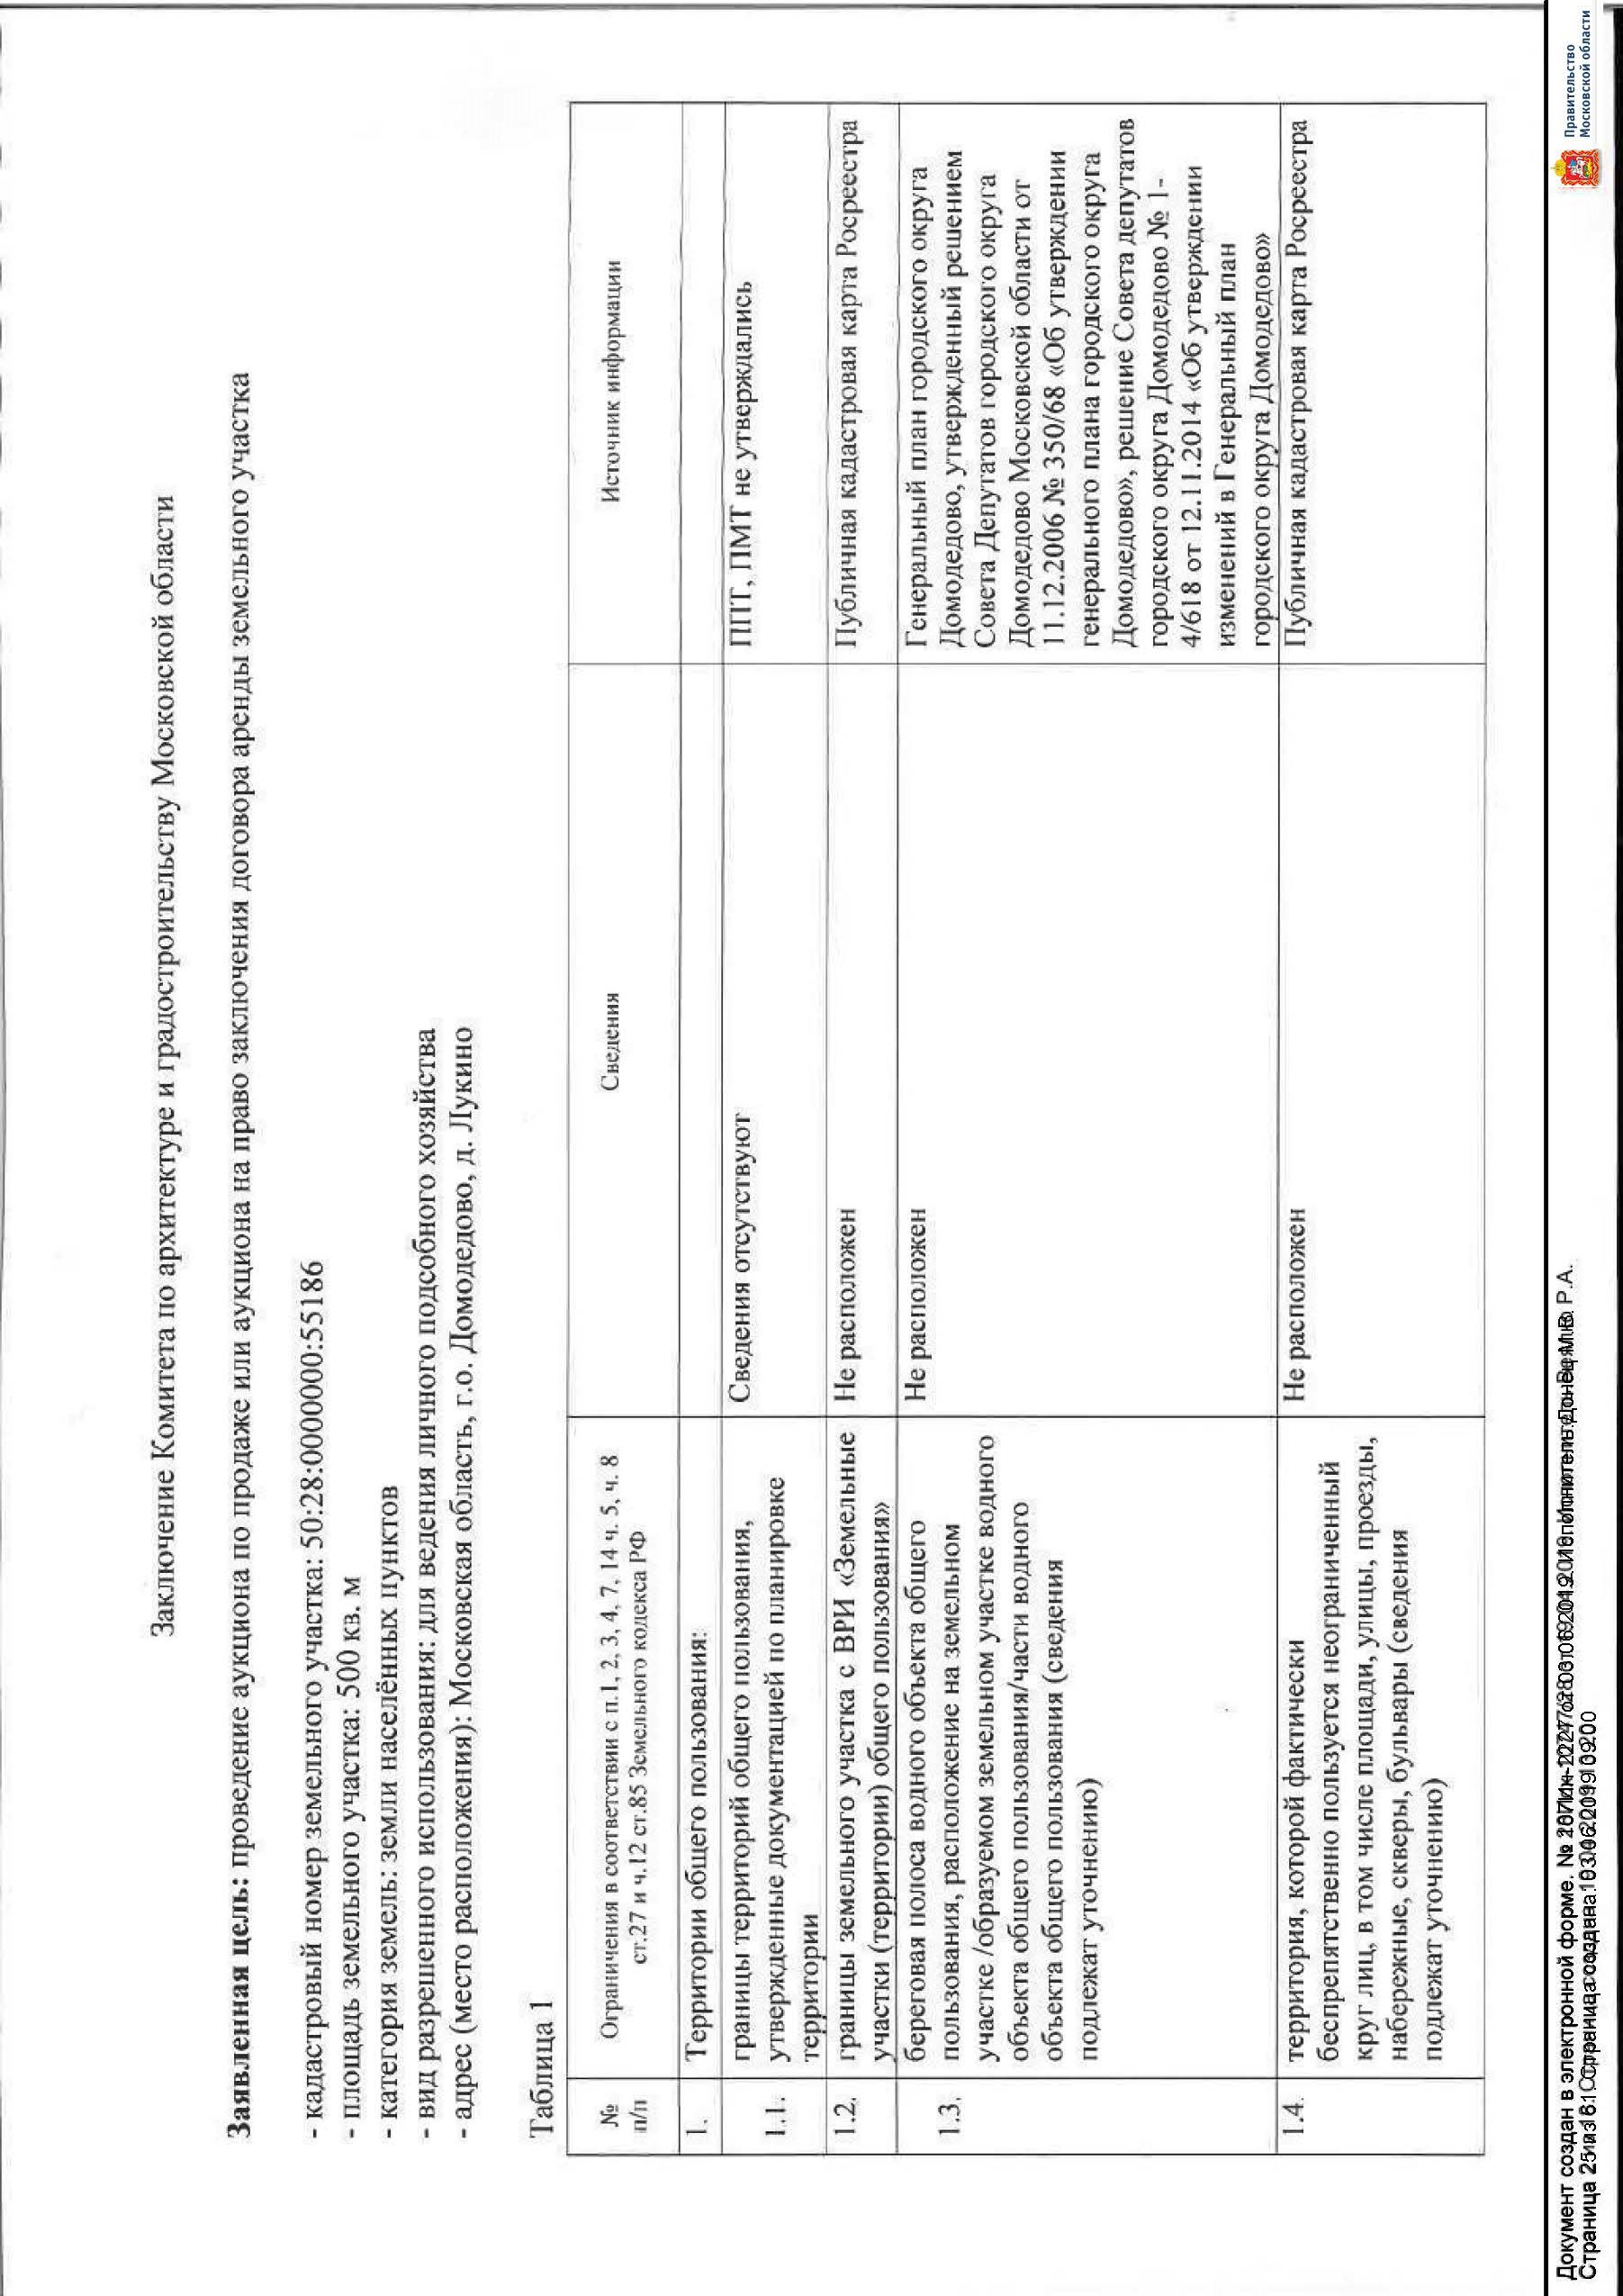 Заключение Комитета по архитектуре и градостроительству Московской области
Заявленная цель: проведение аукциона по продаже или аукциона на право заключения договора аренды земельного участка
- кадастровый номер земельного участка: 50:28:0000000:55186
- площадь земельного участка: 500 кв. м
- категория земель: земли населённых пунктов
- вид разрешенного использования: для ведения личного подсобного хозяйства
- адрес (место расположения): Московская область, г.о. Домодедово, д. Лукино
Таблица 1
№
п/п
Ограничения в соответствии с п.1, 2, 3, 4, 7, 14 ч. 5, ч. 8
ст.27 и ч.12 ст.85 Земельного кодекса РФ
Сведения
Источник информации
1.
Территории общего пользования:
1.1.
границы территорий общего пользования,
утвержденные документацией по планировке
территории
Сведения отсутствуют
ППТ, ПМТ не утверждались
1.2.
границы земельного участка с ВРИ «Земельные
участки (территории) общего пользования»
Не расположен
Публичная кадастровая карта Росреестра
1.3.
береговая полоса водного объекта общего
пользования, расположение на земельном
участке /образуемом земельном участке водного
объекта общего пользования/части водного
объекта общего пользования (сведения
подлежат уточнению)
Не расположен
Генеральный план городского округа
Домодедово, утвержденный решением
Совета Депутатов городского округа
Домодедово Московской области от
11.12.2006 № 350/68 «Об утверждении
генерального плана городского округа
Домодедово», решение Совета депутатов
городского округа Домодедово № 1-
4/618 от 12.11.2014 «Об утверждении
изменений в Генеральный план
городского округа Домодедово»
1.4.
территория, которой фактически
беспрепятственно пользуется неограниченный
круг лиц, в том числе площади, улицы, проезды,
набережные, скверы, бульвары (сведения
подлежат уточнению)
Не расположен
Публичная кадастровая карта Росреестра
Документ создан в электронной форме. №
Страница
Правительство
Московской области